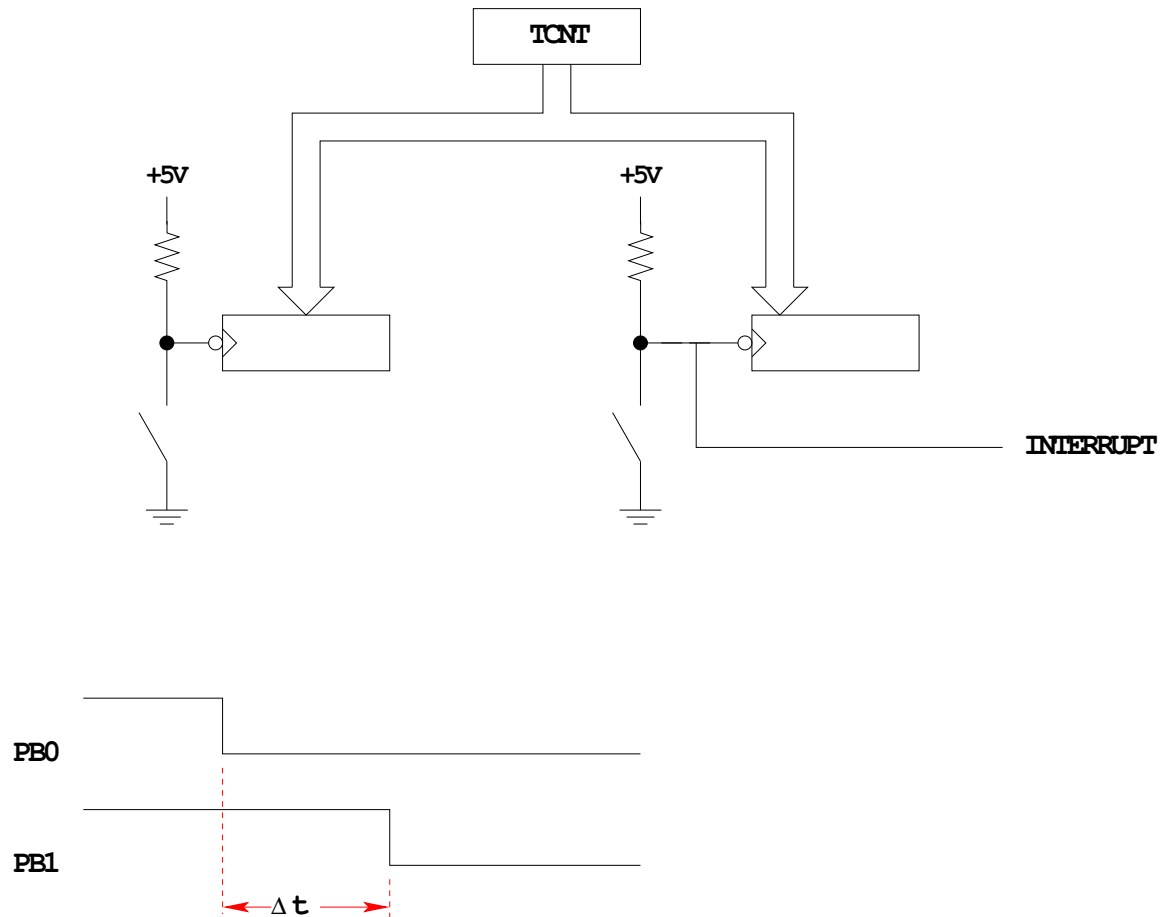 TCNT
+5V +5V
INTERRUPT
PB0
PB1
Δt